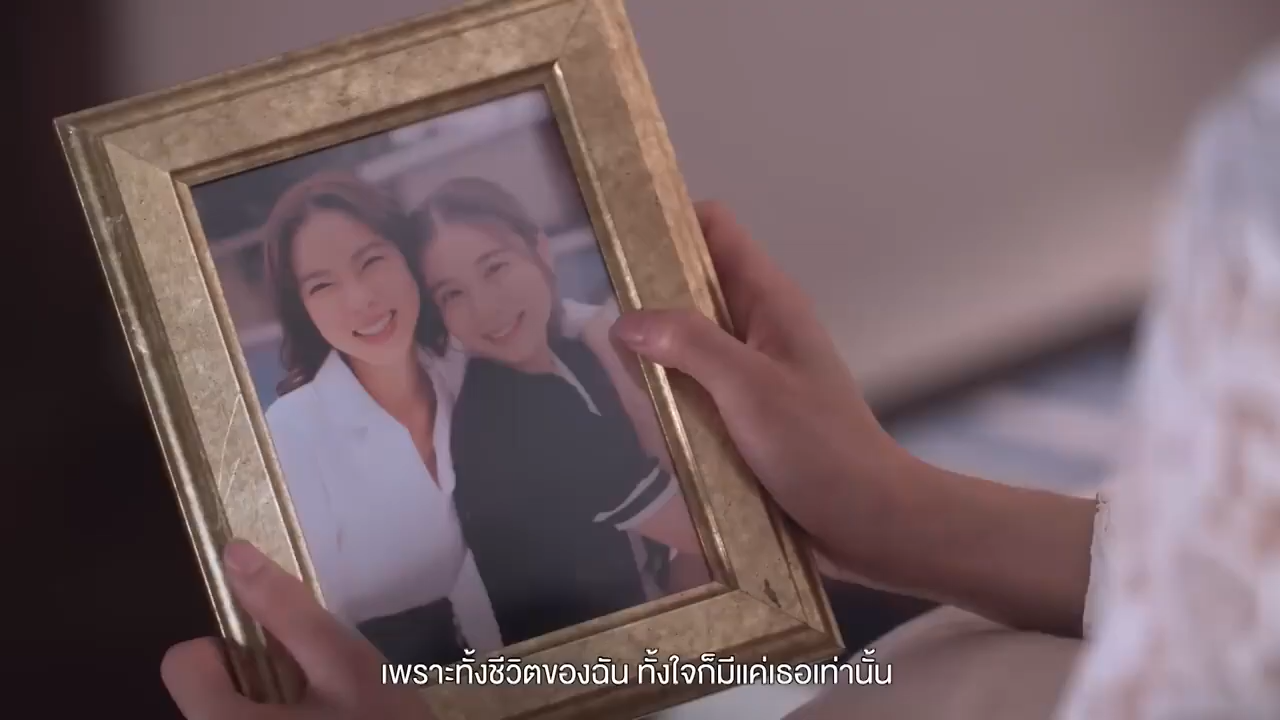 เพราะทั้งชีวิตของฉัน ทั้งใจก็มีแค่เธอเท่านั้น